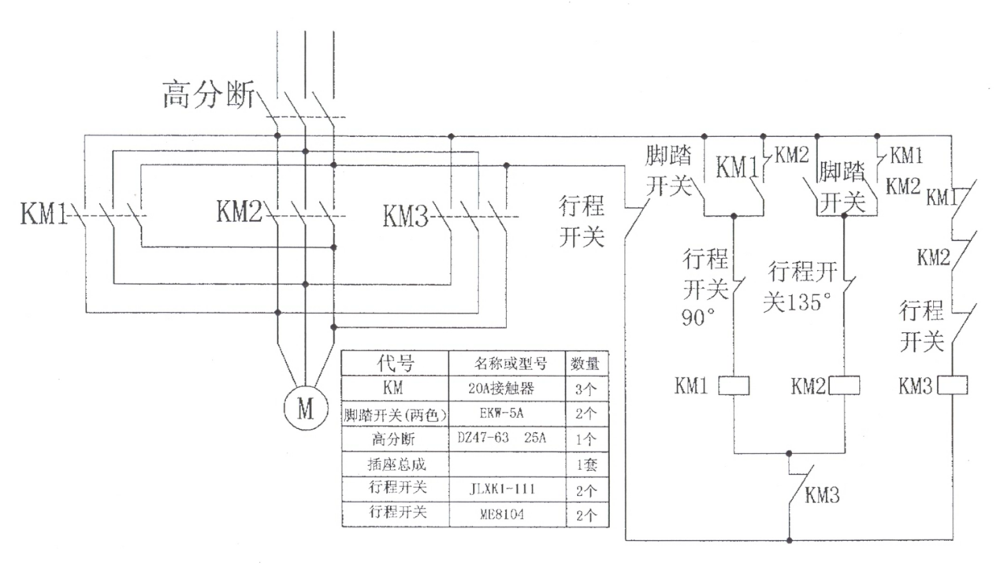 高分断
KM1
KM2
KM3
行程
开关
脚踏
开关
KM1
KM2
脚踏
开关
KM1
KM2
KM1
KM2
行程
开关
90°
行程开
关135°
行程
开关
KM1
KM2
KM3
KM3
M
代号 名称或型号 数量
KM 20A接触器 3个
脚踏开关(两色) EKW-5A 2个
高分断 DZ47-63 25A 1个
插座总成 1套
行程开关 JLXK1-111 2个
行程开关 ME8104 2个